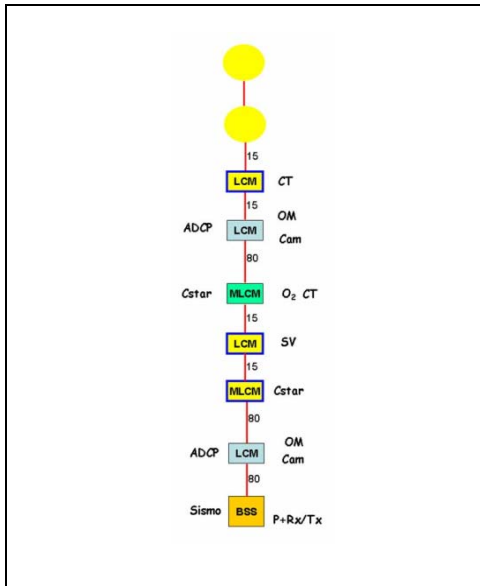 15
LCM CT
15
OM
ADCP LCM
Cam
80
Cstar MLCM O₂ CT
15
LCM SV
15
MLCM Cstar
80
OM
ADCP LCM
Cam
80
Sismo BSS
P+Rx/Tx